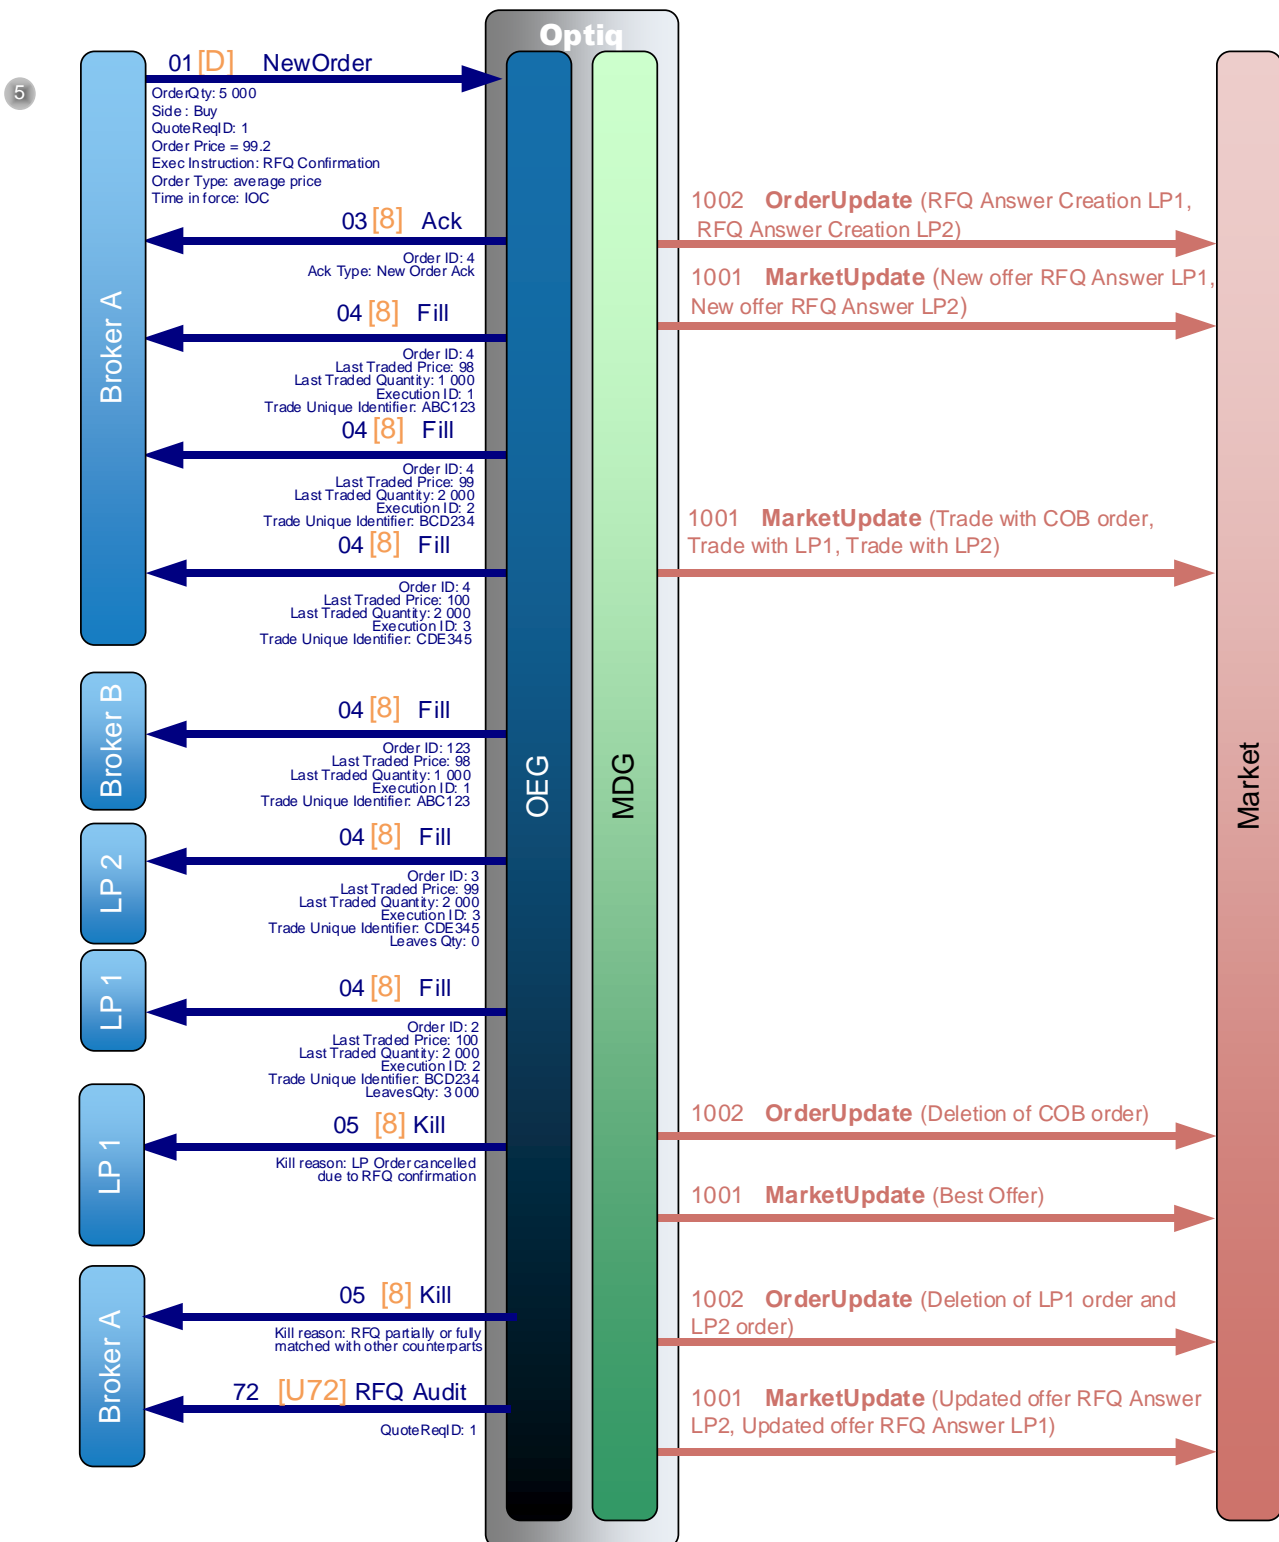 Optiq
5
01 [D] NewOrder
OrderQty: 5 000
Side : Buy
QuoteReqID: 1
Order Price = 99.2
Exec Instruction: RFQ Confirmation
Order Type: average price
Time in force: IOC
03 [8] Ack
Order ID: 4
Ack Type: New Order Ack
04 [8] Fill
Order ID: 4
Last Traded Price: 98
Last Traded Quantity: 1 000
Execution ID: 1
Trade Unique Identifier: ABC123
04 [8] Fill
Order ID: 4
Last Traded Price: 99
Last Traded Quantity: 2 000
Execution ID: 2
Trade Unique Identifier: BCD234
04 [8] Fill
Order ID: 4
Last Traded Price: 100
Last Traded Quantity: 2 000
Execution ID: 3
Trade Unique Identifier: CDE345
Broker A
04 [8] Fill
Order ID: 123
Last Traded Price: 98
Last Traded Quantity: 1 000
Execution ID: 1
Trade Unique Identifier: ABC123
Broker B
04 [8] Fill
Order ID: 3
Last Traded Price: 99
Last Traded Quantity: 2 000
Execution ID: 3
Trade Unique Identifier: CDE345
Leaves Qty: 0
LP 2
04 [8] Fill
Order ID: 2
Last Traded Price: 100
Last Traded Quantity: 2 000
Execution ID: 2
Trade Unique Identifier: BCD234
LeavesQty: 3 000
LP 1
05 [8] Kill
Kill reason: LP Order cancelled
due to RFQ confirmation
LP 1
05 [8] Kill
Kill reason: RFQ partially or fully
matched with other counterparts
72 [U72] RFQ Audit
QuoteReqID: 1
Broker A
OEG
MDG
1002 OrderUpdate (RFQ Answer Creation LP1,
RFQ Answer Creation LP2)
1001 MarketUpdate (New offer RFQ Answer LP1,
New offer RFQ Answer LP2)
1001 MarketUpdate (Trade with COB order,
Trade with LP1, Trade with LP2)
1002 OrderUpdate (Deletion of COB order)
1001 MarketUpdate (Best Offer)
1002 OrderUpdate (Deletion of LP1 order and
LP2 order)
1001 MarketUpdate (Updated offer RFQ Answer
LP2, Updated offer RFQ Answer LP1)
Market